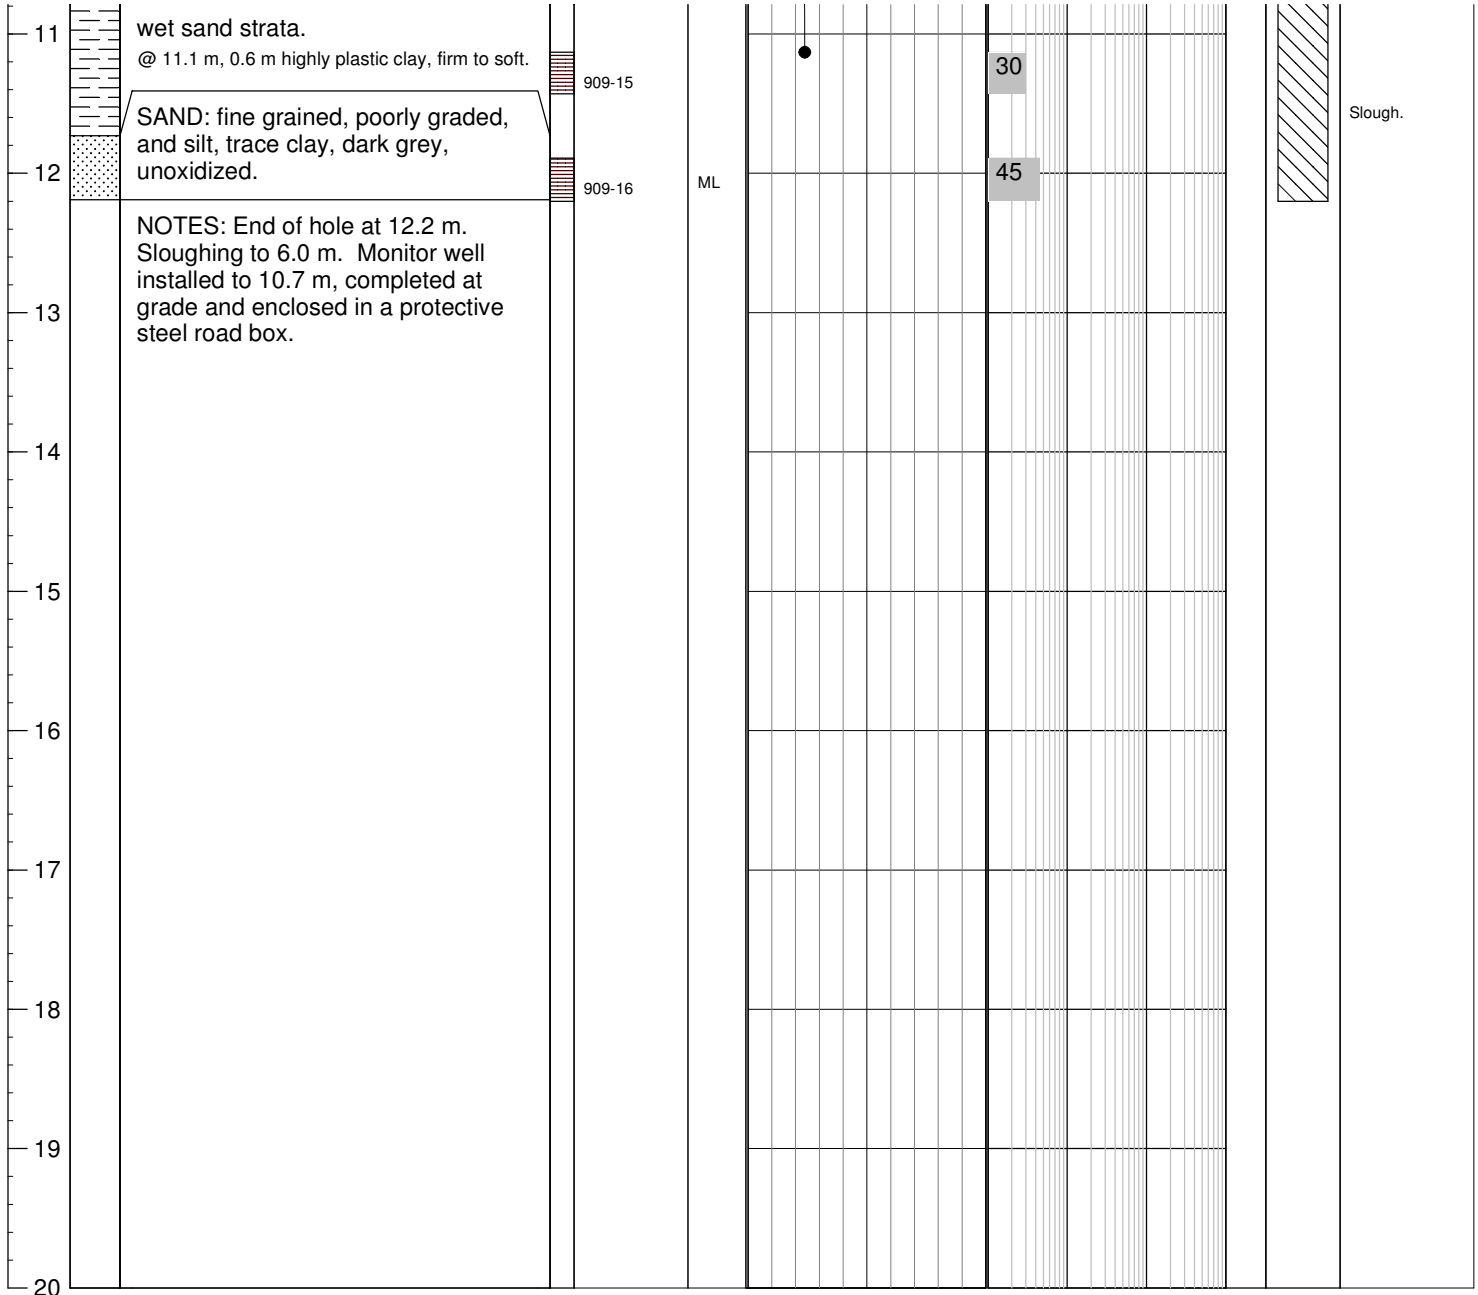 11
wet sand strata.
@ 11.1 m, 0.6 m highly plastic clay, firm to soft.
909-15
30
Slough.
SAND: fine grained, poorly graded,
and silt, trace clay, dark grey,
unoxidized.
12
909-16
ML
45
NOTES: End of hole at 12.2 m.
Sloughing to 6.0 m.  Monitor well
installed to 10.7 m, completed at
grade and enclosed in a protective
steel road box.
13
14
15
16
17
18
19
20